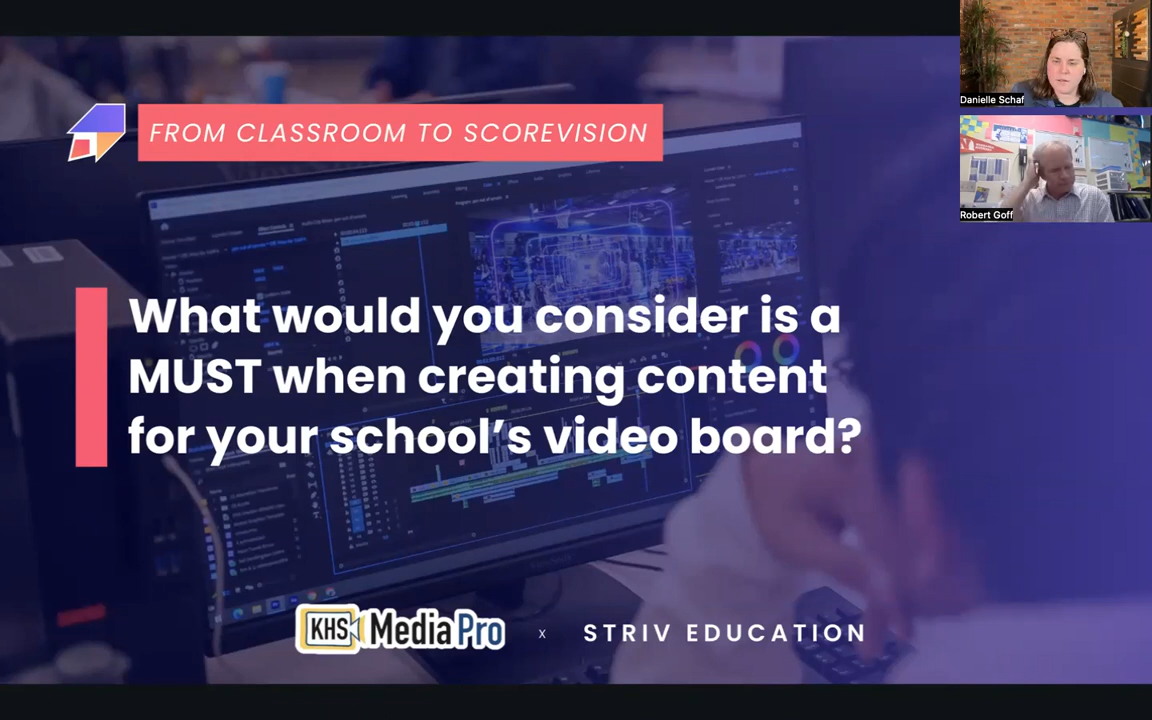 FROM CLASSROOM TO SCOREVISION
What would you consider is a
MUST when creating content
for your school’s video board?
KHS MediaPro
x
STRIV EDUCATION
Danielle Schaf
Robert Goff